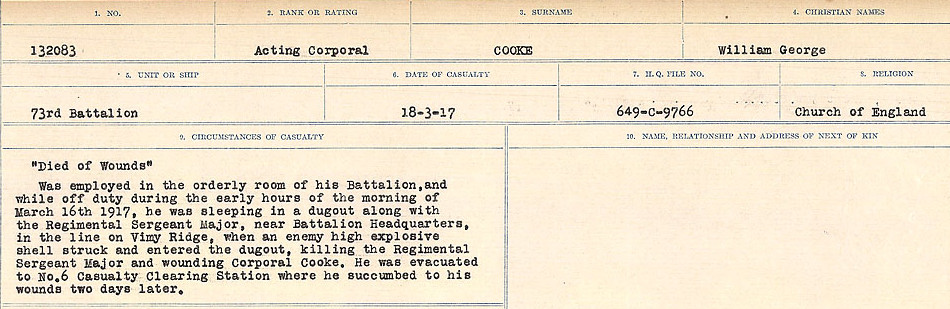 1. NO. 2. RANK OR RATING 3. SURNAME 4. CHRISTIAN NAMES
132083 Acting Corporal COOKE William George
5. UNIT OR SHIP 6. DATE OF CASUALTY 7. H.Q. FILE NO. 8. RELIGION
73rd Battalion 18-3-17 649-C-9766 Church of England
9. CIRCUMSTANCES OF CASUALTY 10. NAME, RELATIONSHIP AND ADDRESS OF NEXT OF KIN
"Died of Wounds"
Was employed in the orderly room of his Battalion,and
while off duty during the early hours of the morning of
March 16th 1917, he was sleeping in a dugout along with
the Regimental Sergeant Major, near Battalion Headquarters,
in the line on Vimy Ridge, when an enemy high explosive
shell struck and entered the dugout, killing the Regimental
Sergeant Major and wounding Corporal Cooke. He was evacuated
to No.6 Casualty Clearing Station where he succumbed to his
wounds two days later.